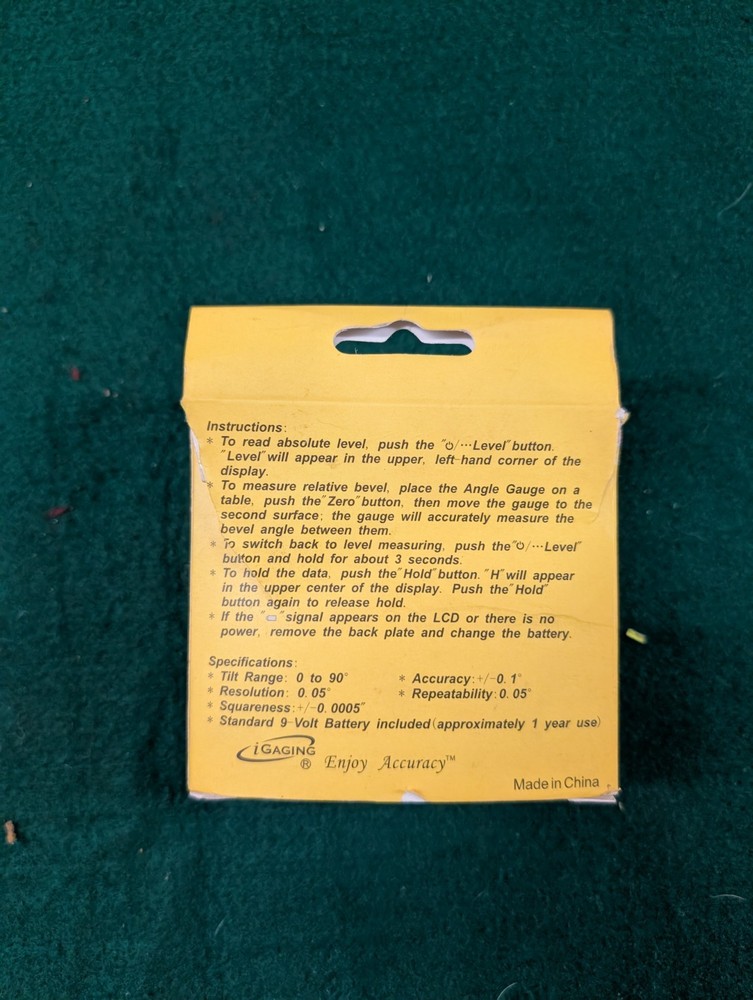 Instructions:
* To read absolute level, push the "⏻/···Level" button.
"Level" will appear in the upper, left-hand corner of the
display.
* To measure relative bevel, place the Angle Gauge on a
table, push the "Zero" button, then move the gauge to the
second surface; the gauge will accurately measure the
bevel angle between them.
* To switch back to level measuring, push the "⏻/···Level"
button and hold for about 3 seconds.
* To hold the data, push the "Hold" button. "H" will appear
in the upper center of the display. Push the "Hold"
button again to release hold.
* If the "▭" signal appears on the LCD or there is no
power, remove the back plate and change the battery.
Specifications:
* Tilt Range: 0 to 90° * Accuracy:+/-0.1°
* Resolution: 0.05° * Repeatability:0.05°
* Squareness:+/-0.0005"
* Standard 9-Volt Battery included(approximately 1 year use)
iGAGING ® Enjoy Accuracy™
Made in China